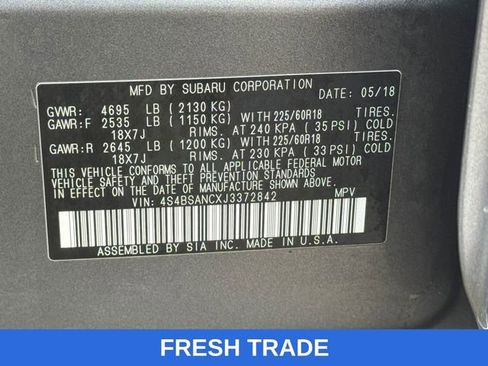 MFD BY SUBARU CORPORATION DATE 05/18
GVWR: 4695 LB (2130 KG)
GAWR:F 2535 LB (1150 KG) WITH 225/60R18 TIRES.
18X7J RIMS. AT 240 KPA (35 PSI) COLD
GAWR:R 2645 LB (1200 KG) WITH 225/60R18 TIRES.
18X7J RIMS. AT 230 KPA (33 PSI) COLD
THIS VEHICLE CONFORMS TO ALL APPLICABLE FEDERAL MOTOR
VEHICLE SAFETY, BUMPER, AND THEFT PREVENTION STANDARDS
IN EFFECT ON THE DATE OF MANUFACTURE SHOWN ABOVE.
VIN: 4S4BSANCXJ3372842 MPV
ASSEMBLED BY SIA INC. MADE IN U.S.A.
FRESH TRADE